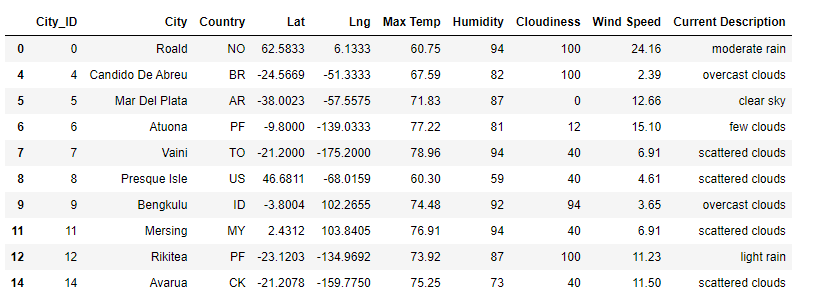 City_ID City Country Lat Lng Max Temp Humidity Cloudiness Wind Speed Current Description
0 0 Roald NO 62.5833 6.1333 60.75 94 100 24.16 moderate rain
4 4 Candido De Abreu BR -24.5669 -51.3333 67.59 82 100 2.39 overcast clouds
5 5 Mar Del Plata AR -38.0023 -57.5575 71.83 87 0 12.66 clear sky
6 6 Atuona PF -9.8000 -139.0333 77.22 81 12 15.10 few clouds
7 7 Vaini TO -21.2000 -175.2000 78.96 94 40 6.91 scattered clouds
8 8 Presque Isle US 46.6811 -68.0159 60.30 59 40 4.61 scattered clouds
9 9 Bengkulu ID -3.8004 102.2655 74.48 92 94 3.65 overcast clouds
11 11 Mersing MY 2.4312 103.8405 76.91 94 40 6.91 scattered clouds
12 12 Rikitea PF -23.1203 -134.9692 73.92 87 100 11.23 light rain
14 14 Avarua CK -21.2078 -159.7750 75.25 73 40 11.50 scattered clouds